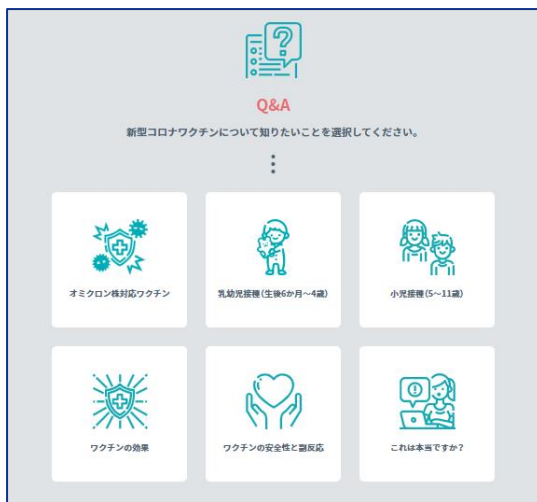 Q&A
新型コロナワクチンについて知りたいことを選択してください。
オミクロン株対応ワクチン
乳幼児接種(生後6か月〜4歳)
小児接種(5〜11歳)
ワクチンの効果
ワクチンの安全性と副反応
これは本当ですか?